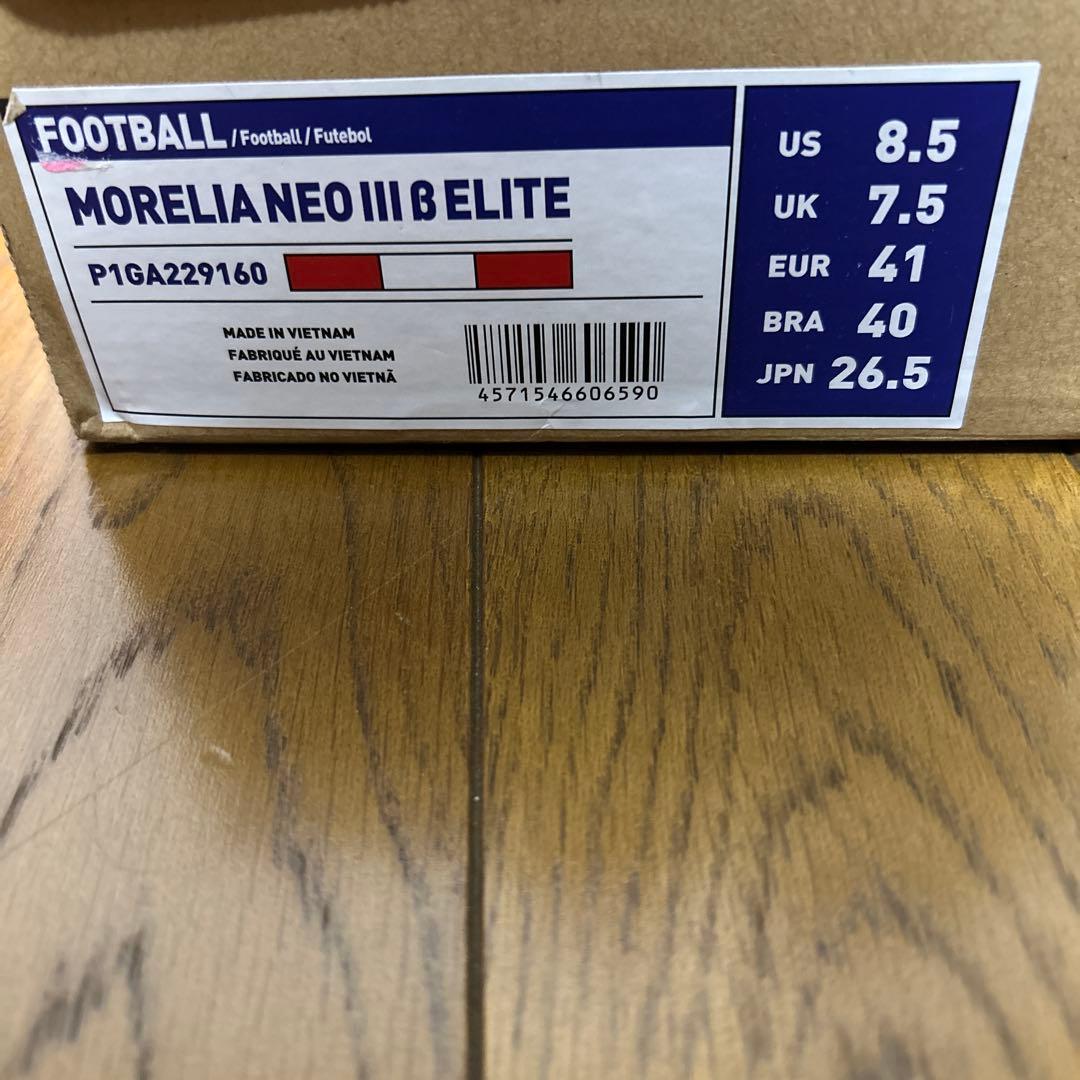 FOOTBALL / Football / Futebol
MORELIA NEO III β ELITE
P1GA229160
MADE IN VIETNAM
FABRIQUÉ AU VIETNAM
FABRICADO NO VIETNÃ
4571546606590
US 8.5
UK 7.5
EUR 41
BRA 40
JPN 26.5